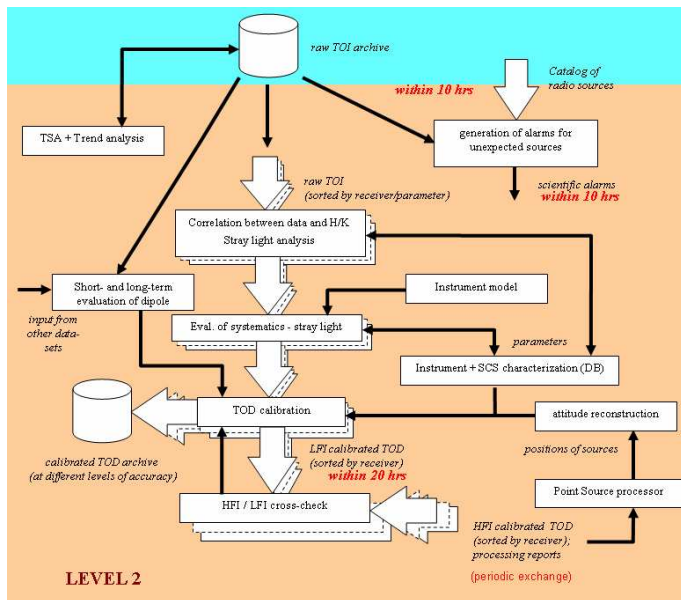 raw TOI archive
within 10 hrs
Catalog of
radio sources
TSA + Trend analysis
generation of alarms for
unexpected sources
raw TOI
(sorted by receiver/parameter)
scientific alarms
within 10 hrs
Correlation between data and H/K
Stray light analysis
Short- and long-term
evaluation of dipole
Instrument model
input from
other data-
sets
Eval. of systematics - stray light
parameters
Instrument + SCS characterization (DB)
TOD calibration
attitude reconstruction
calibrated TOD archive
(at different levels of accuracy)
LFI calibrated TOD
(sorted by receiver)
within 20 hrs
positions of sources
Point Source processor
HFI / LFI cross-check
HFI calibrated TOD
(sorted by receiver);
processing reports
(periodic exchange)
LEVEL 2